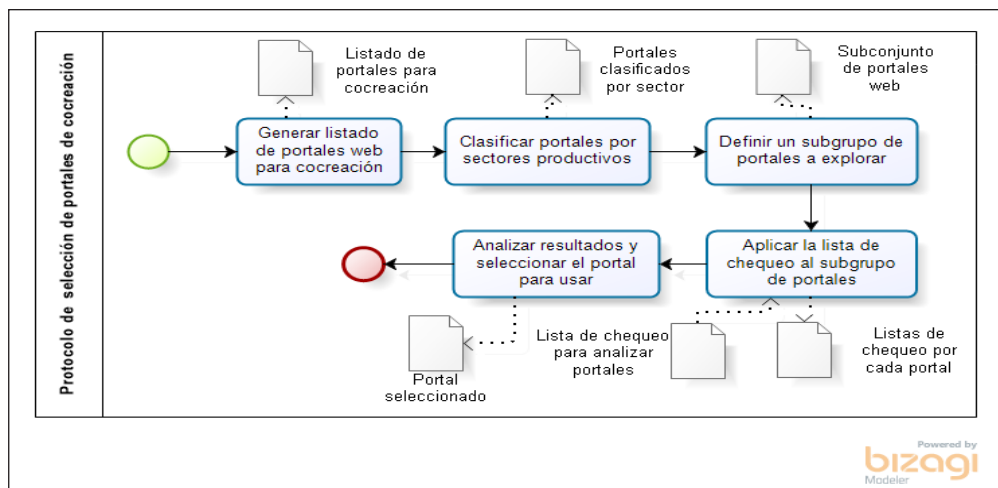 Protocolo de selección de portales de cocreación
Listado de
portales para
cocreación
Portales
clasificados
por sector
Subconjunto
de portales
web
Generar listado
de portales web
para cocreación
Clasificar portales por
sectores productivos
Definir un subgrupo de
portales a explorar
Analizar resultados y
seleccionar el portal
para usar
Aplicar la lista de
chequeo al subgrupo
de portales
Portal
seleccionado
Lista de chequeo
para analizar
portales
Listas de
chequeo por
cada portal
Powered by
bizagi
Modeler